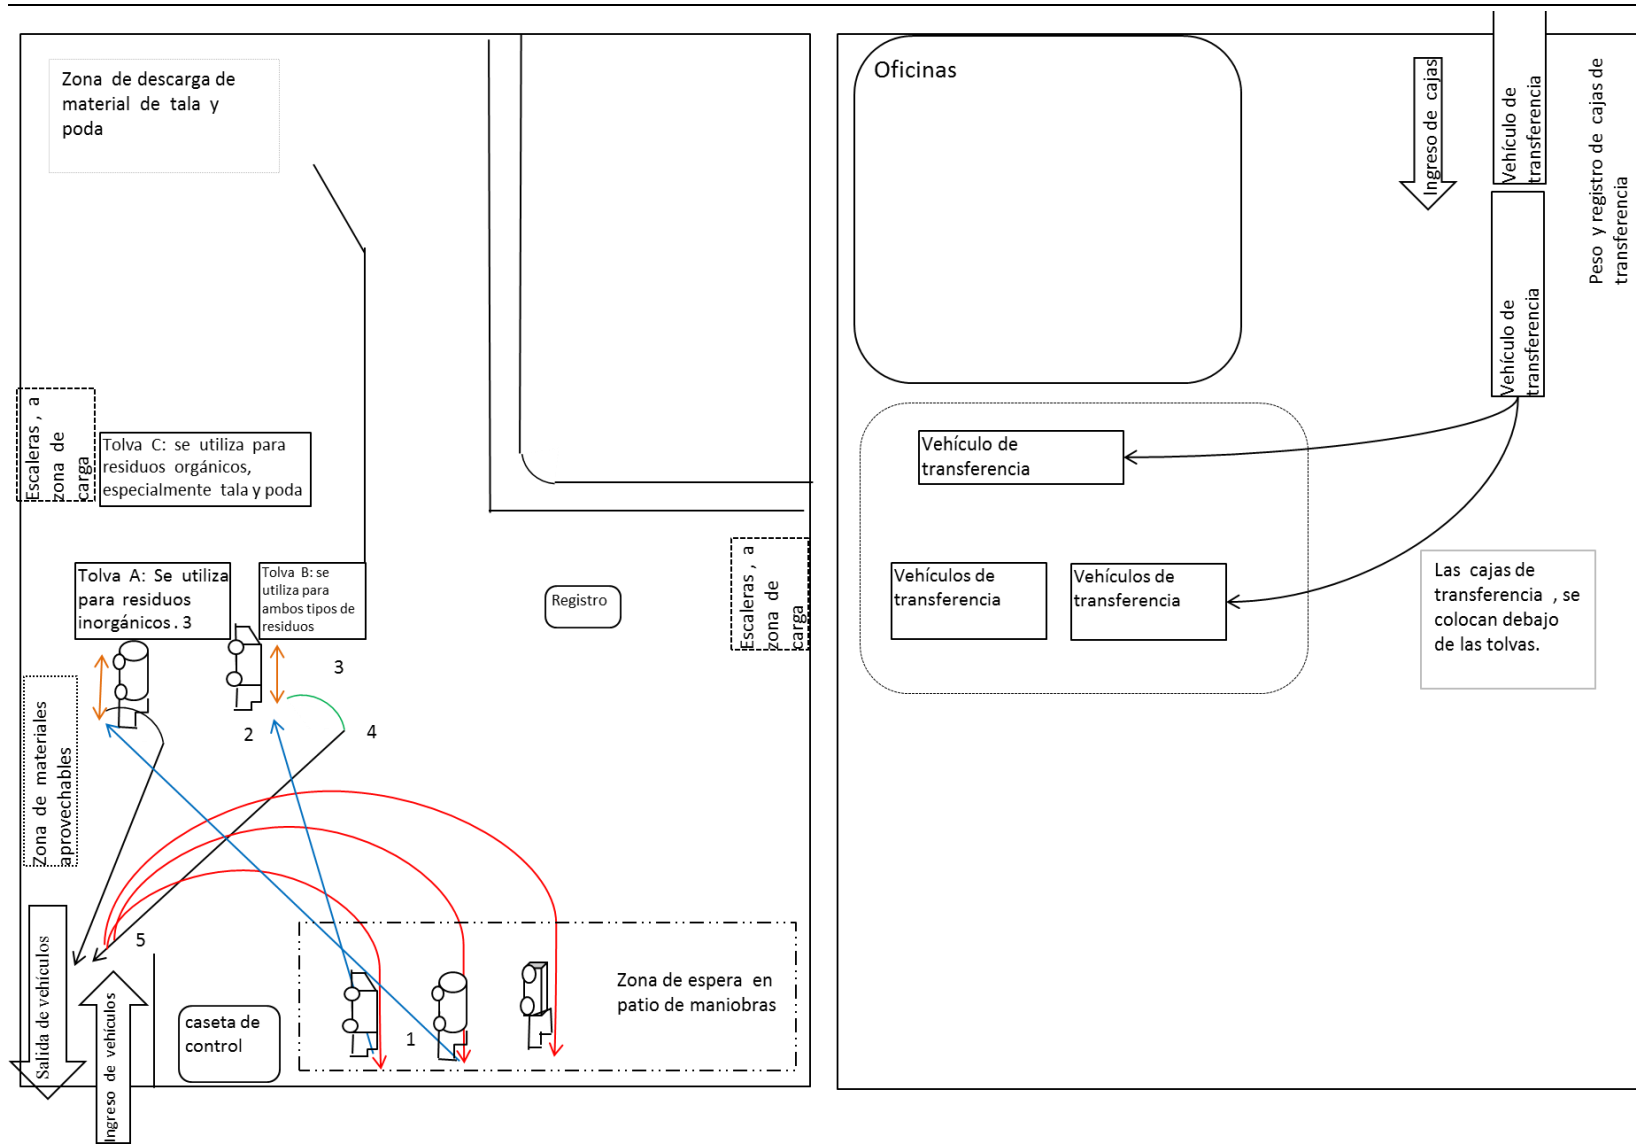 Zona de descarga de
material de tala y
poda
Escaleras , a
zona de
carga
Tolva C: se utiliza para
residuos orgánicos,
especialmente tala y poda
Tolva A: Se utiliza
para residuos
inorgánicos . 3
Tolva B: se
utiliza para
ambos tipos de
residuos
Registro
Escaleras , a
zona de
carga
3
2
4
Zona de materiales
aprovechables
5
Salida de vehículos
Ingreso de vehículos
caseta de
control
1
Zona de espera en
patio de maniobras
Oficinas
Ingreso de cajas
Vehículo de
transferencia
Peso y registro de cajas de
transferencia
Vehículo de
transferencia
Vehículo de
transferencia
Vehículos de
transferencia
Vehículos de
transferencia
Las cajas de
transferencia , se
colocan debajo
de las tolvas.